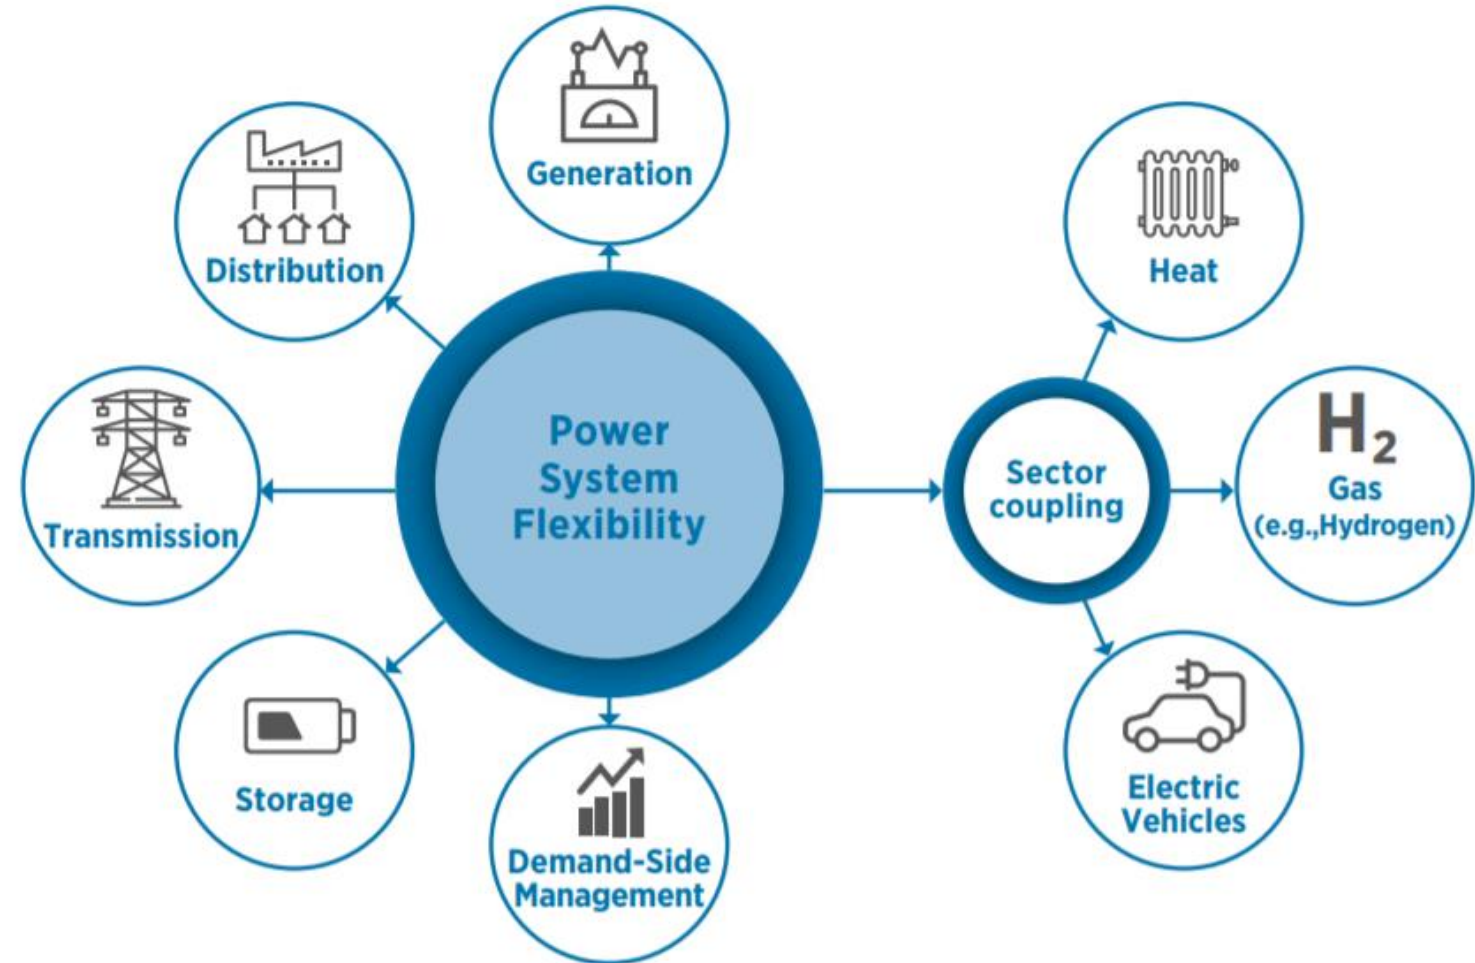 Generation
Distribution
Heat
Transmission
Power
System
Flexibility
Sector
coupling
H2
Gas
(e.g.,Hydrogen)
Storage
Demand-Side
Management
Electric
Vehicles